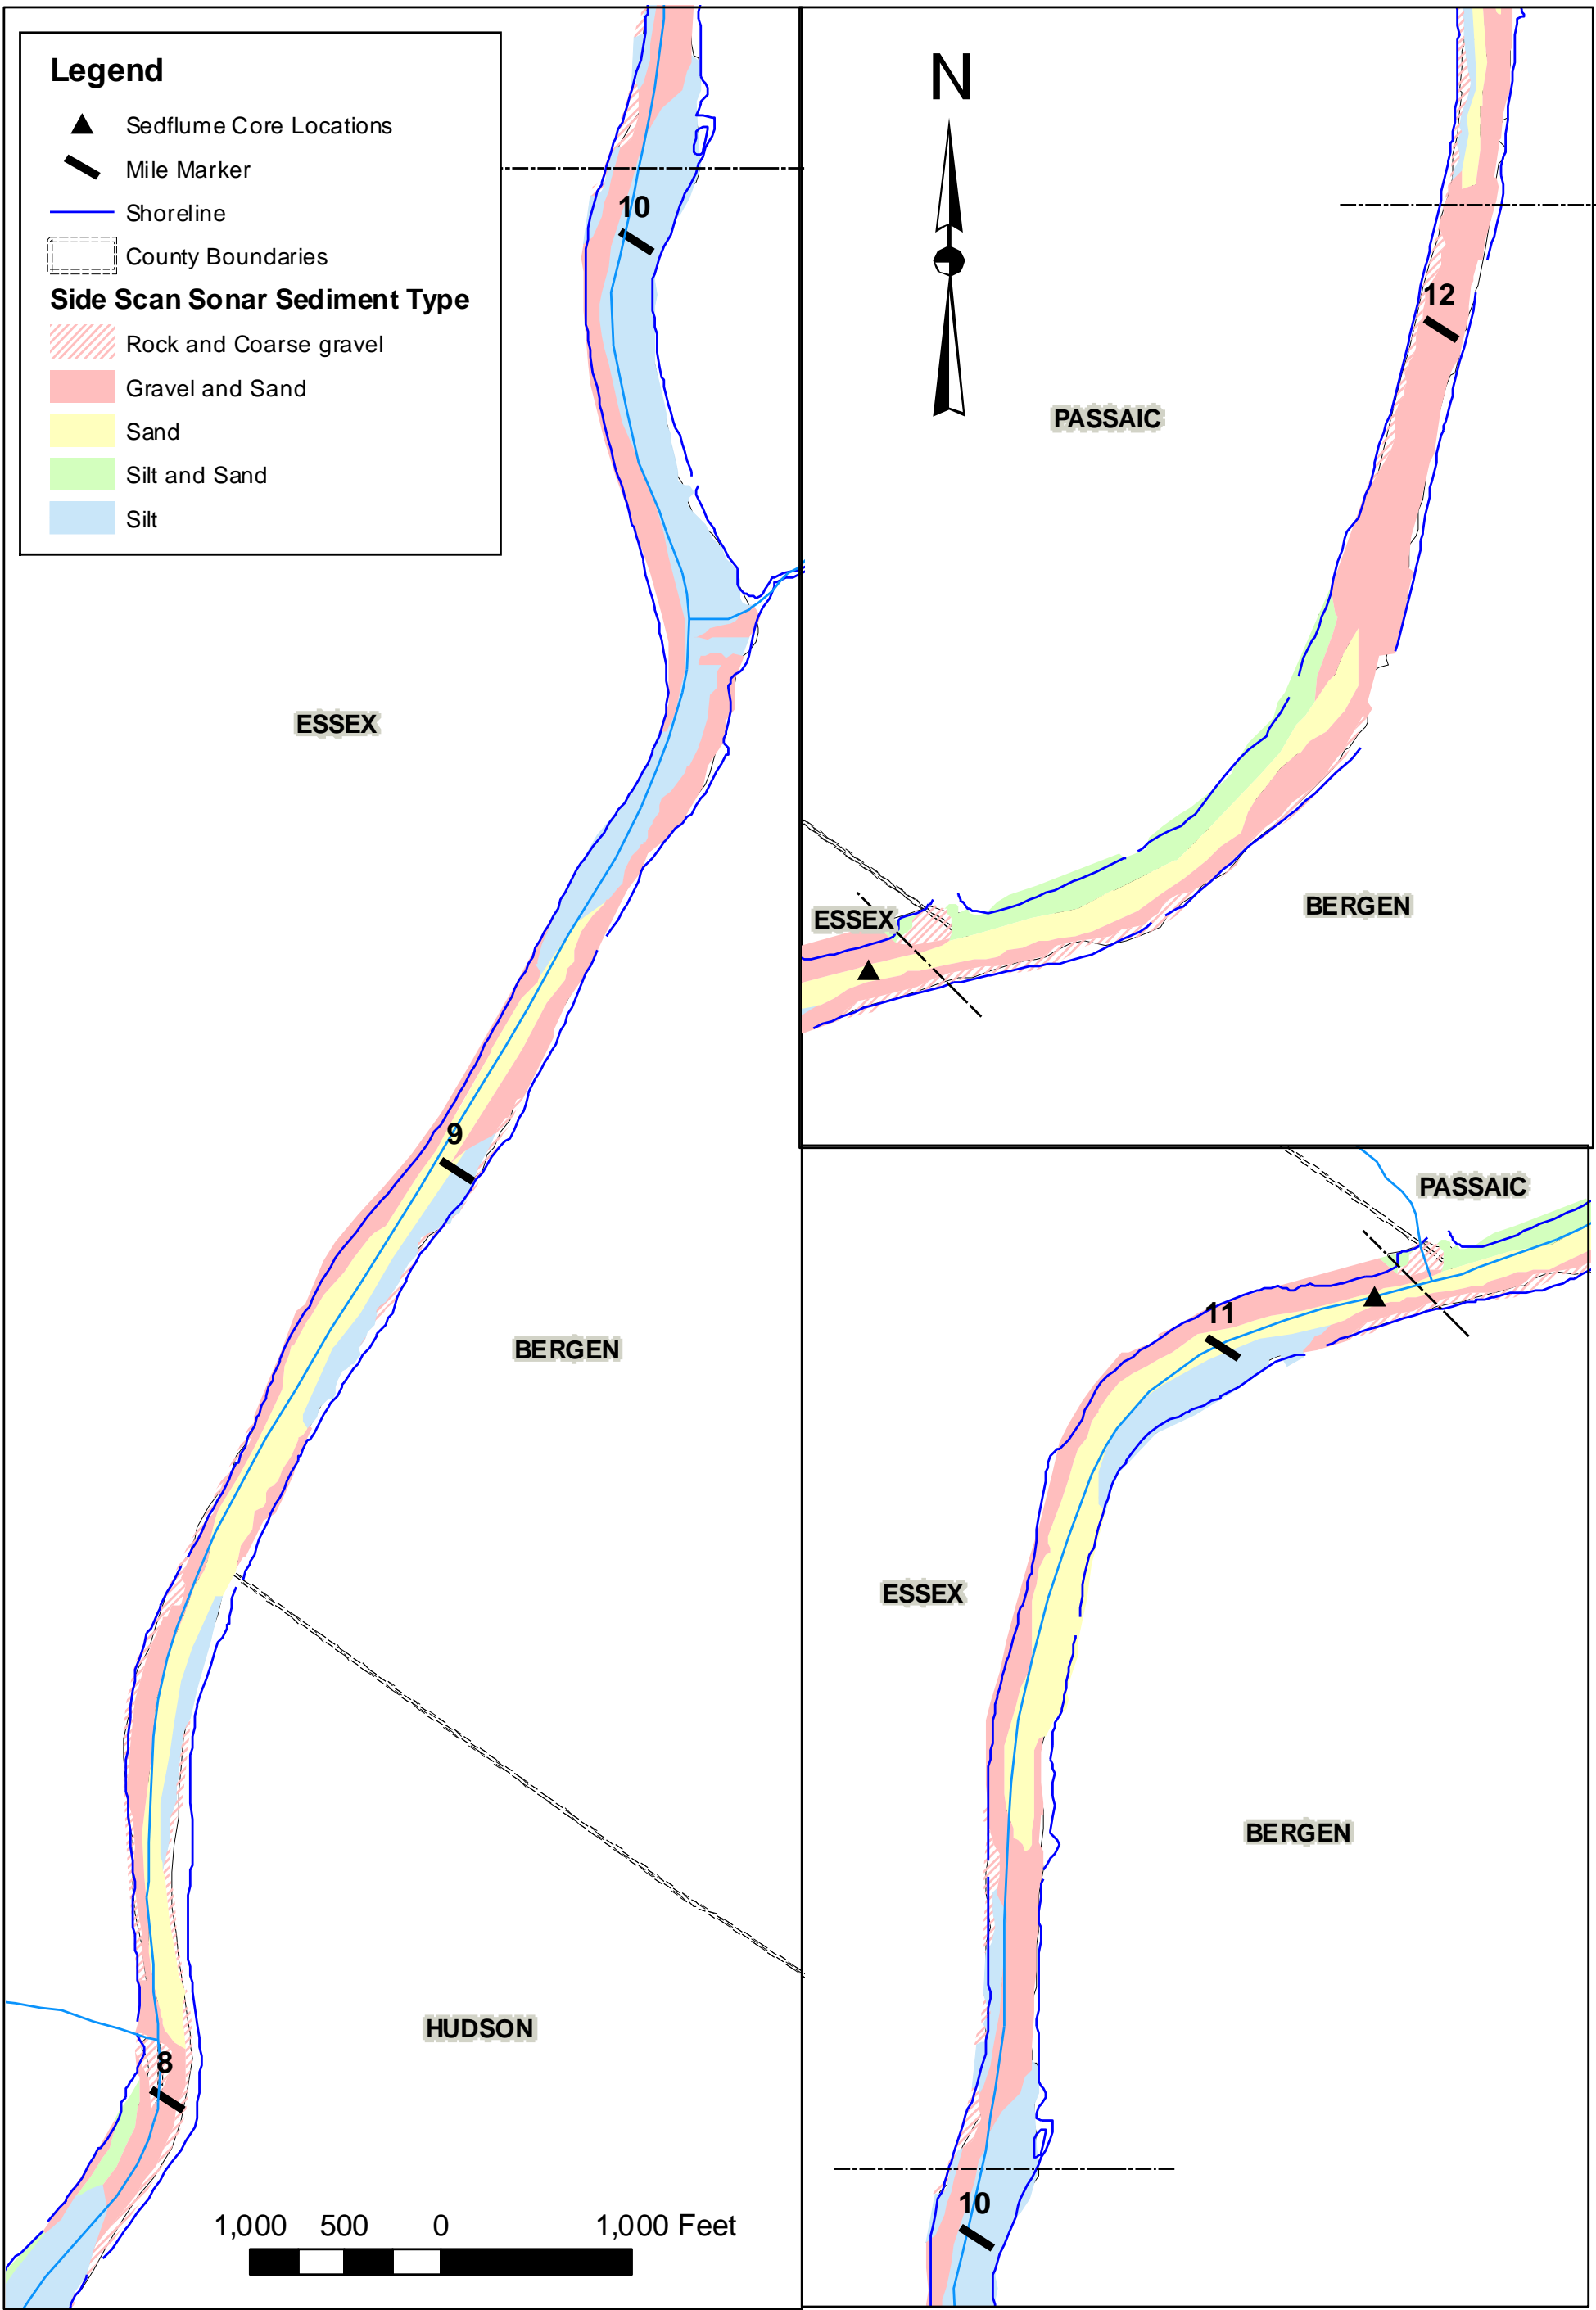 Legend
Sedflume Core Locations
Mile Marker
Shoreline
County Boundaries
Side Scan Sonar Sediment Type
Rock and Coarse gravel
Gravel and Sand
Sand
Silt and Sand
Silt
10
ESSEX
9
BERGEN
HUDSON
8
1,000 500 0 1,000 Feet
N
12
PASSAIC
ESSEX
BERGEN
PASSAIC
11
ESSEX
BERGEN
10